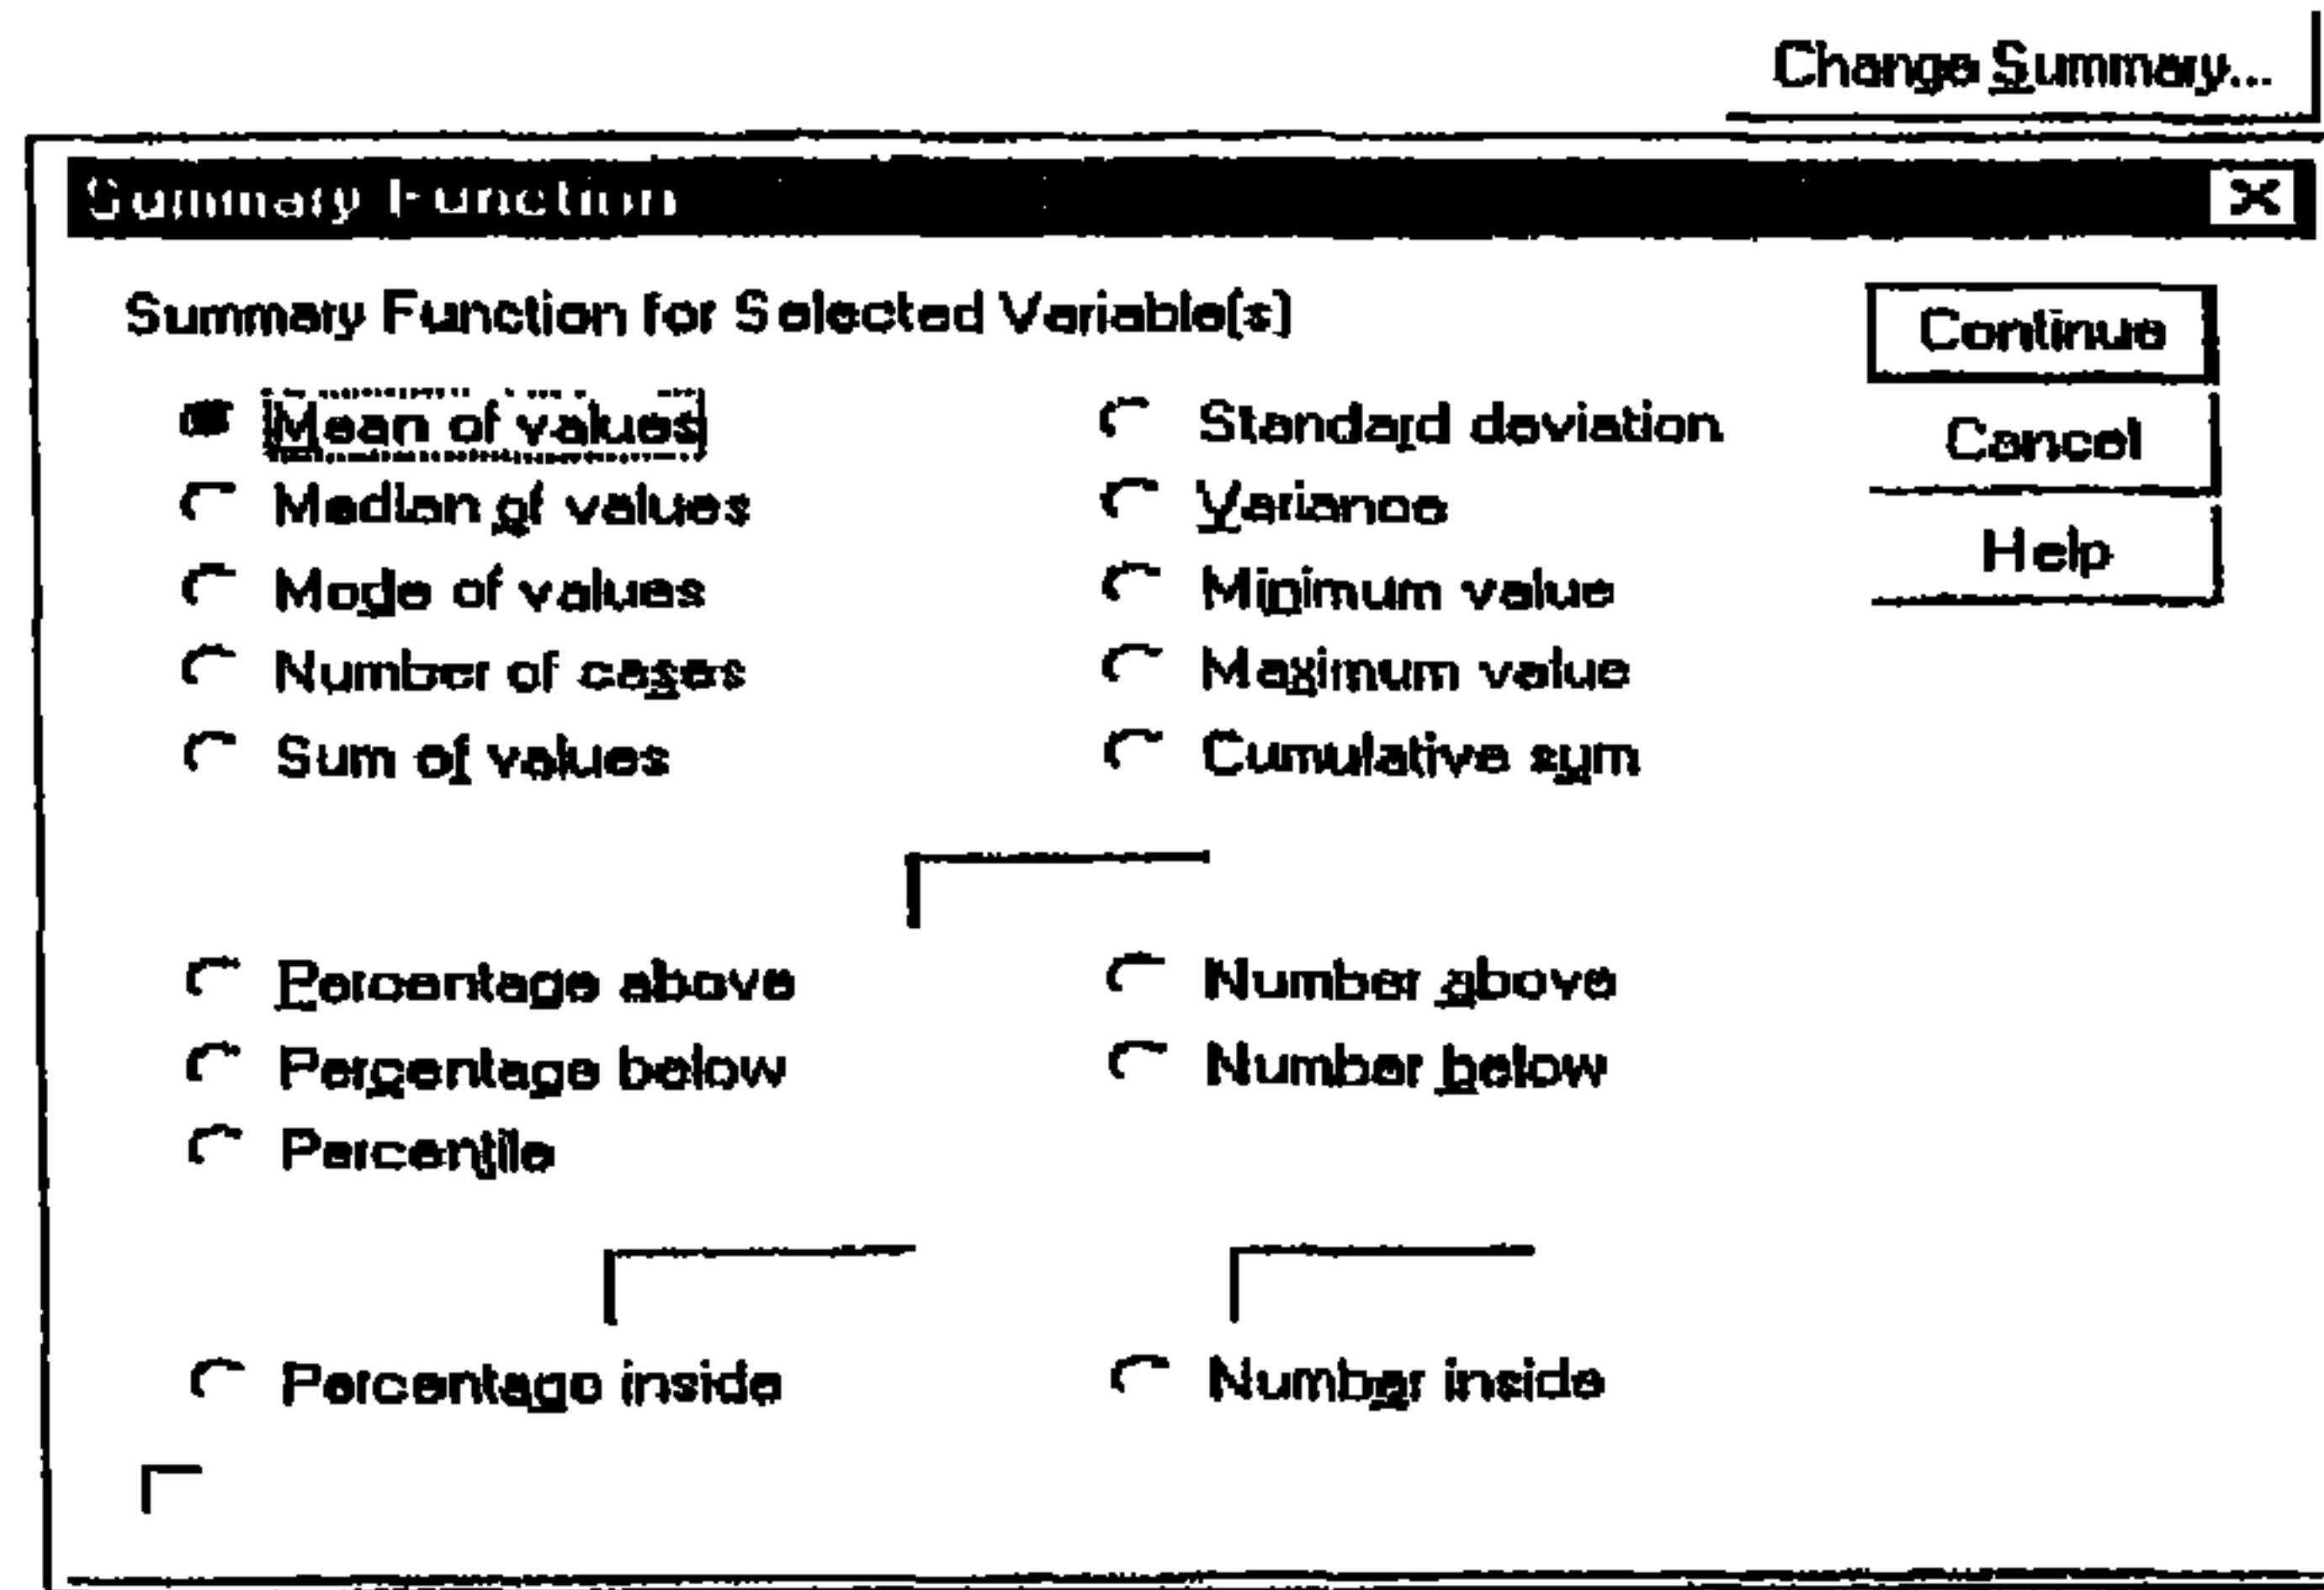 Change Summary...
Summary Function
Summary Function for Selected Variable(s)
Continue
Mean of values
Standard deviation
Cancel
Median of values
Variance
Help
Mode of values
Minimum value
Number of cases
Maximum value
Sum of values
Cumulative sum
Percentage above
Number above
Percentage below
Number below
Percentile
Percentage inside
Number inside